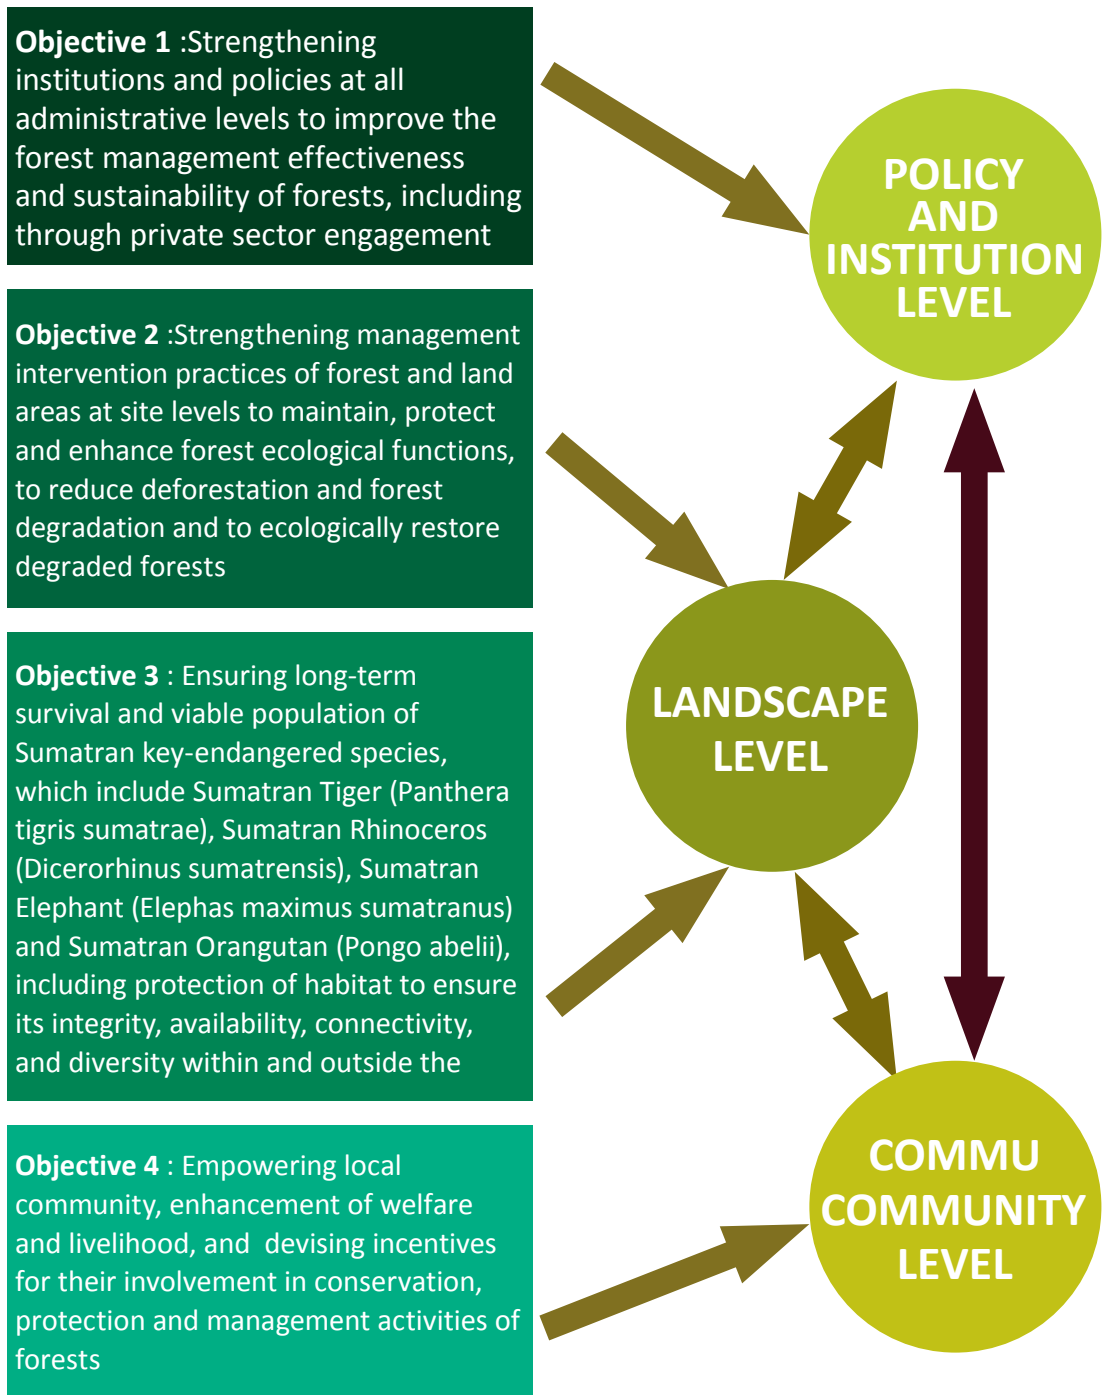 Objective 1 :Strengthening
institutions and policies at all
administrative levels to improve the
forest management effectiveness
and sustainability of forests, including
through private sector engagement
Objective 2 :Strengthening management
intervention practices of forest and land
areas at site levels to maintain, protect
and enhance forest ecological functions,
to reduce deforestation and forest
degradation and to ecologically restore
degraded forests
Objective 3 : Ensuring long-term
survival and viable population of
Sumatran key-endangered species,
which include Sumatran Tiger (Panthera
tigris sumatrae), Sumatran Rhinoceros
(Dicerorhinus sumatrensis), Sumatran
Elephant (Elephas maximus sumatranus)
and Sumatran Orangutan (Pongo abelii),
including protection of habitat to ensure
its integrity, availability, connectivity,
and diversity within and outside the
Objective 4 : Empowering local
community, enhancement of welfare
and livelihood, and  devising incentives
for their involvement in conservation,
protection and management activities of
forests
POLICY
AND
INSTITUTION
LEVEL
LANDSCAPE
LEVEL
COMMU
COMMUNITY
LEVEL